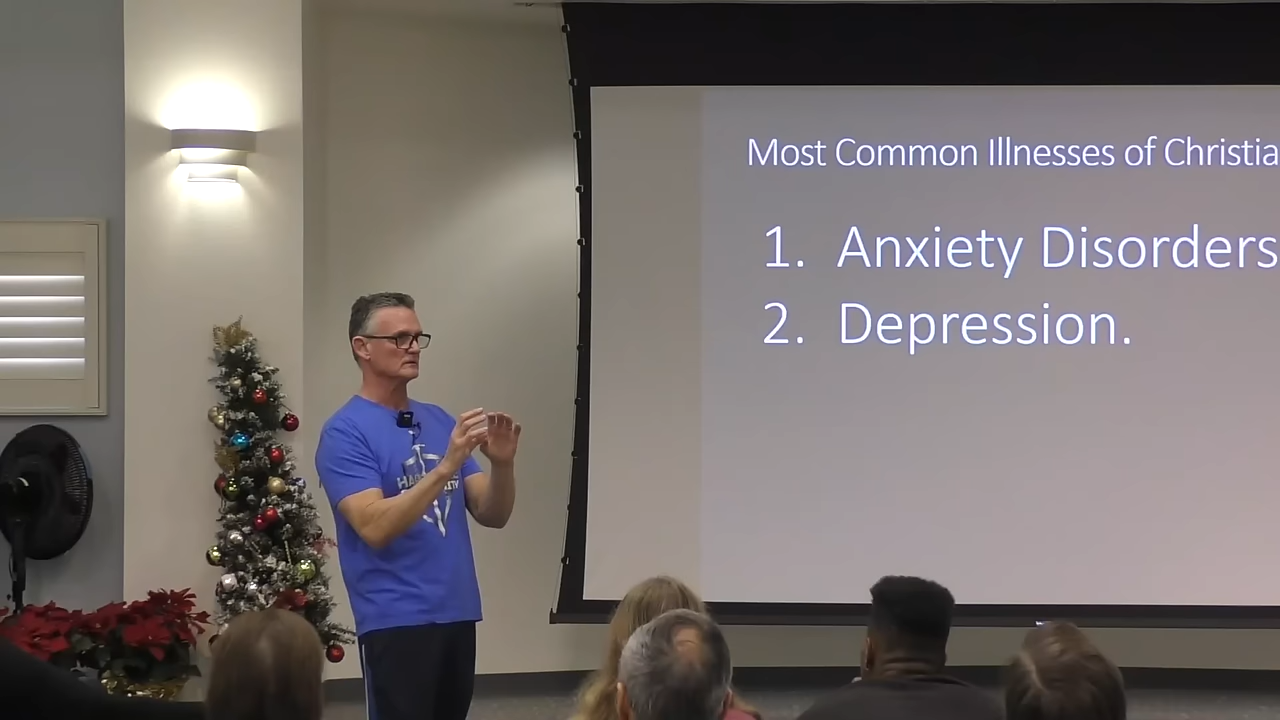 Most Common Illnesses of Christia
1. Anxiety Disorders
2. Depression.